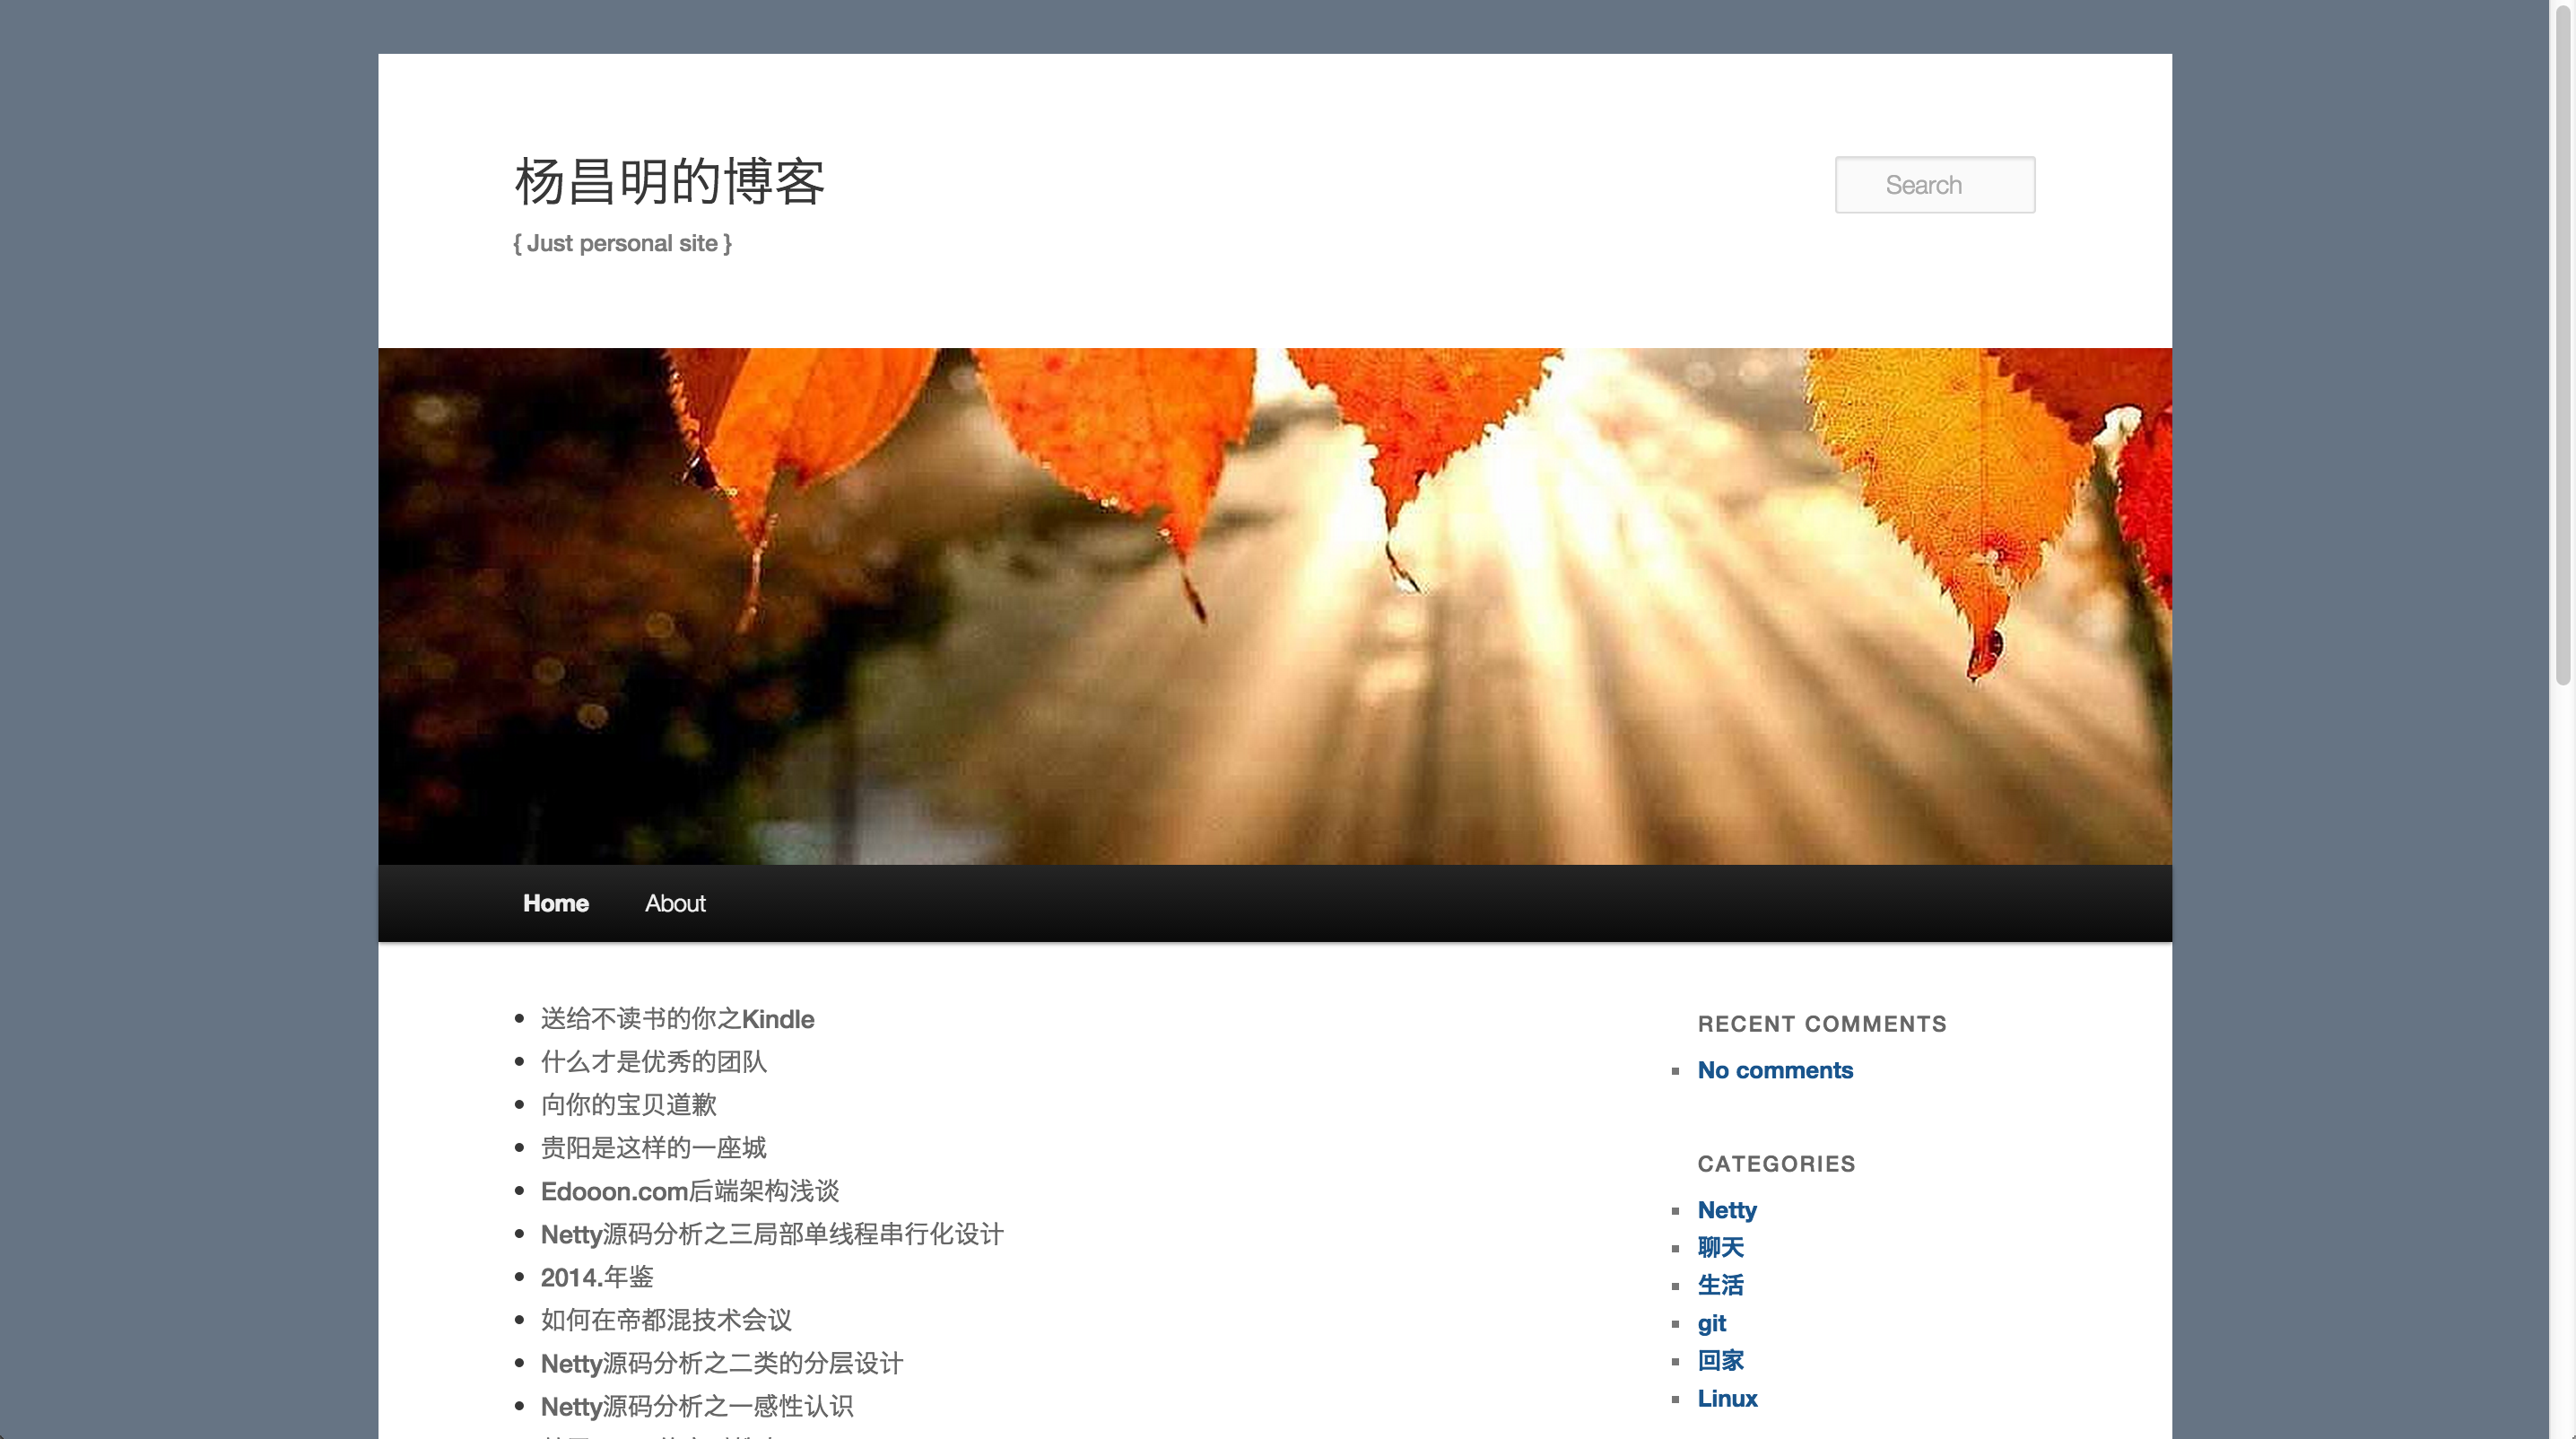 杨昌明的博客
{ Just personal site }
Search
Home
About
送给不读书的你之Kindle
什么才是优秀的团队
向你的宝贝道歉
贵阳是这样的一座城
Edooon.com后端架构浅谈
Netty源码分析之三局部单线程串行化设计
2014.年鉴
如何在帝都混技术会议
Netty源码分析之二类的分层设计
Netty源码分析之一感性认识
RECENT COMMENTS
No comments
CATEGORIES
Netty
聊天
生活
git
回家
Linux